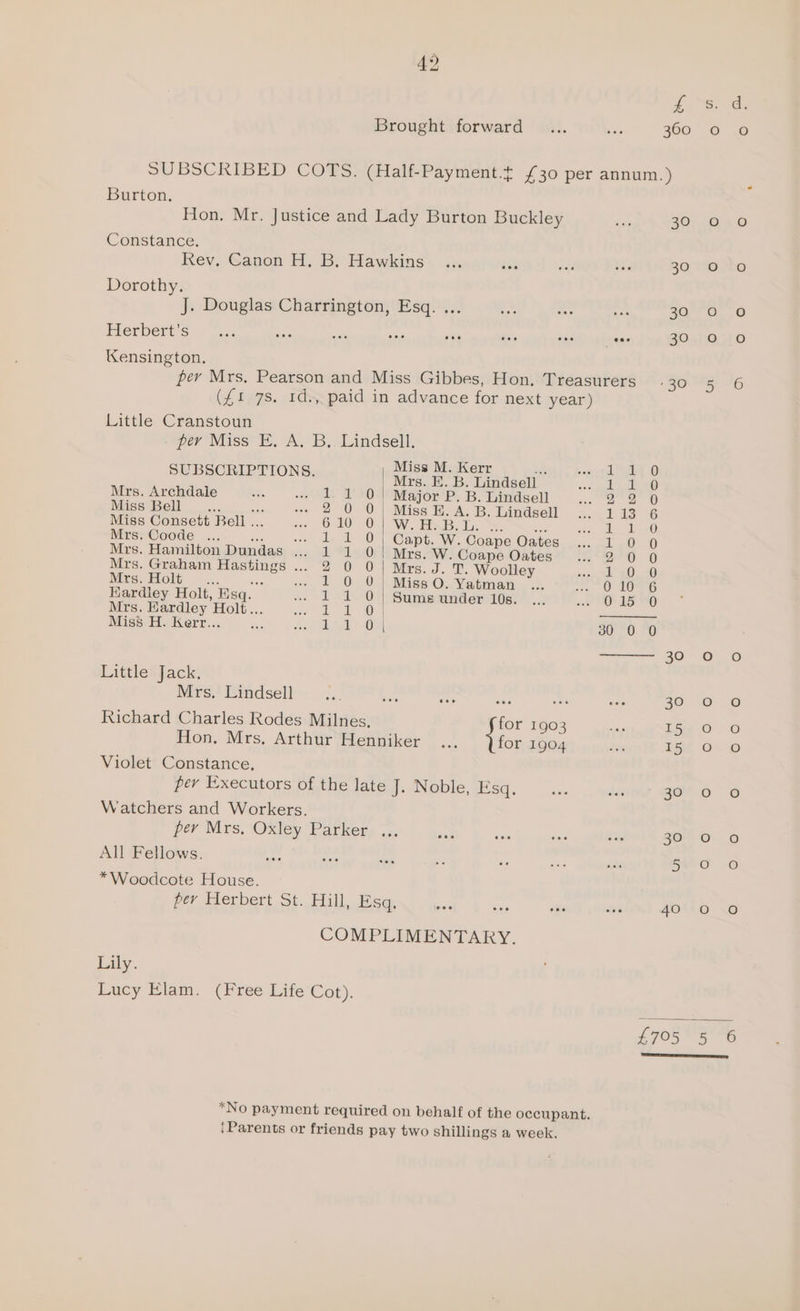 42
£ s. d.
Brought forward ... ... 360 0 0
SUBSCRIBED COTS. (Half-Payment.‡ £30 per annum.)
Burton.
Hon. Mr. Justice and Lady Burton Buckley ... 30 0 0
Constance.
Rev. Canon H. B. Hawkins ... ... ... ... 30 0 0
Dorothy.
J. Douglas Charrington, Esq. ... ... ... ... 30 0 0
Herbert's ... ... ... ... ... ... ... ... 30 0 0
Kensington.
per Mrs. Pearson and Miss Gibbes, Hon. Treasurers 30 5 6
(£1 7s. 1d., paid in advance for next year)
Little Cranstoun
per Miss E. A. B. Lindsell.
SUBSCRIPTIONS.
Mrs. Archdale ... ... 1 1 0
Miss Bell ... ... ... 2 0 0
Miss Consett Bell ... ... 6 10 0
Mrs. Coode ... ... ... 1 1 0
Mrs. Hamilton Dundas ... 1 1 0
Mrs. Graham Hastings ... 2 0 0
Mrs. Holt ... ... ... 1 0 0
Eardley Holt, Esq. ... 1 1 0
Mrs. Eardley Holt... ... 1 1 0
Miss H. Kerr... ... ... 1 1 0
Miss M. Kerr ... ... 1 1 0
Mrs. E. B. Lindsell ... 1 1 0
Major P. B. Lindsell ... 2 2 0
Miss E. A. B. Lindsell ... 1 13 6
W. H. B. L. ... ... ... 1 1 0
Capt. W. Coape Oates ... 1 0 0
Mrs. W. Coape Oates ... 2 0 0
Mrs. J. T. Woolley ... 1 0 0
Miss O. Yatman ... ... 0 10 6
Sums under 10s. ... ... 0 15 0
30 0 0
30 0 0
Little Jack.
Mrs. Lindsell ... ... ... ... ... ... 30 0 0
Richard Charles Rodes Milnes. { for 1903 ... 15 0 0
Hon. Mrs. Arthur Henniker ... { for 1904 ... 15 0 0
Violet Constance.
per Executors of the late J. Noble, Esq. ... ... 30 0 0
Watchers and Workers.
per Mrs. Oxley Parker ... ... ... ... ... 30 0 0
All Fellows. ... ... ... ... ... ... ... 5 0 0
*Woodcote House.
per Herbert St. Hill, Esq. ... ... ... ... 40 0 0
COMPLIMENTARY.
Lily.
Lucy Elam. (Free Life Cot).
£705 5 6
*No payment required on behalf of the occupant.
‡Parents or friends pay two shillings a week.